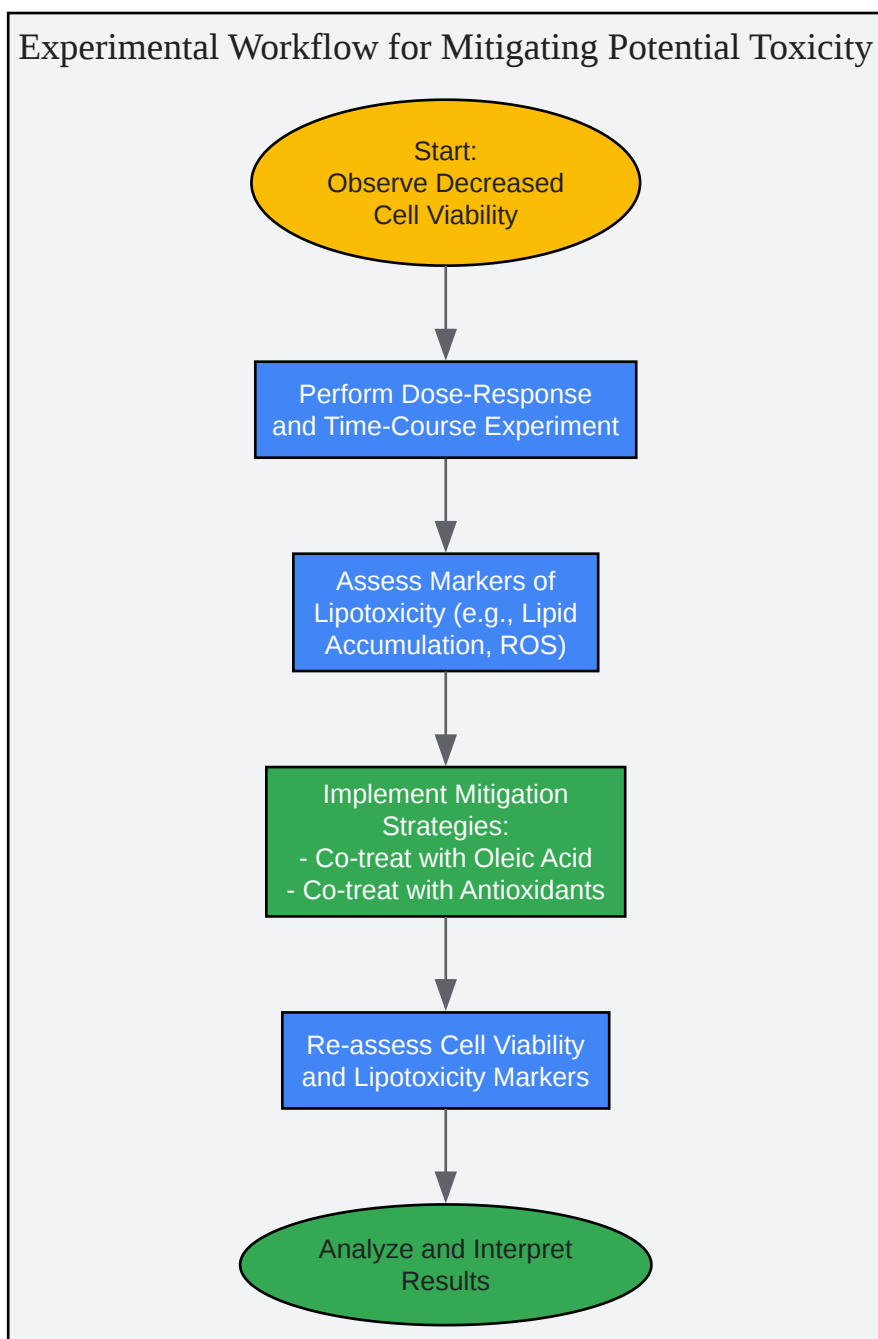 Experimental Workflow for Mitigating Potential Toxicity
Start:
Observe Decreased
Cell Viability
Perform Dose-Response
and Time-Course Experiment
Assess Markers of
Lipotoxicity (e.g., Lipid
Accumulation, ROS)
Implement Mitigation
Strategies:
- Co-treat with Oleic Acid
- Co-treat with Antioxidants
Re-assess Cell Viability
and Lipotoxicity Markers
Analyze and Interpret
Results